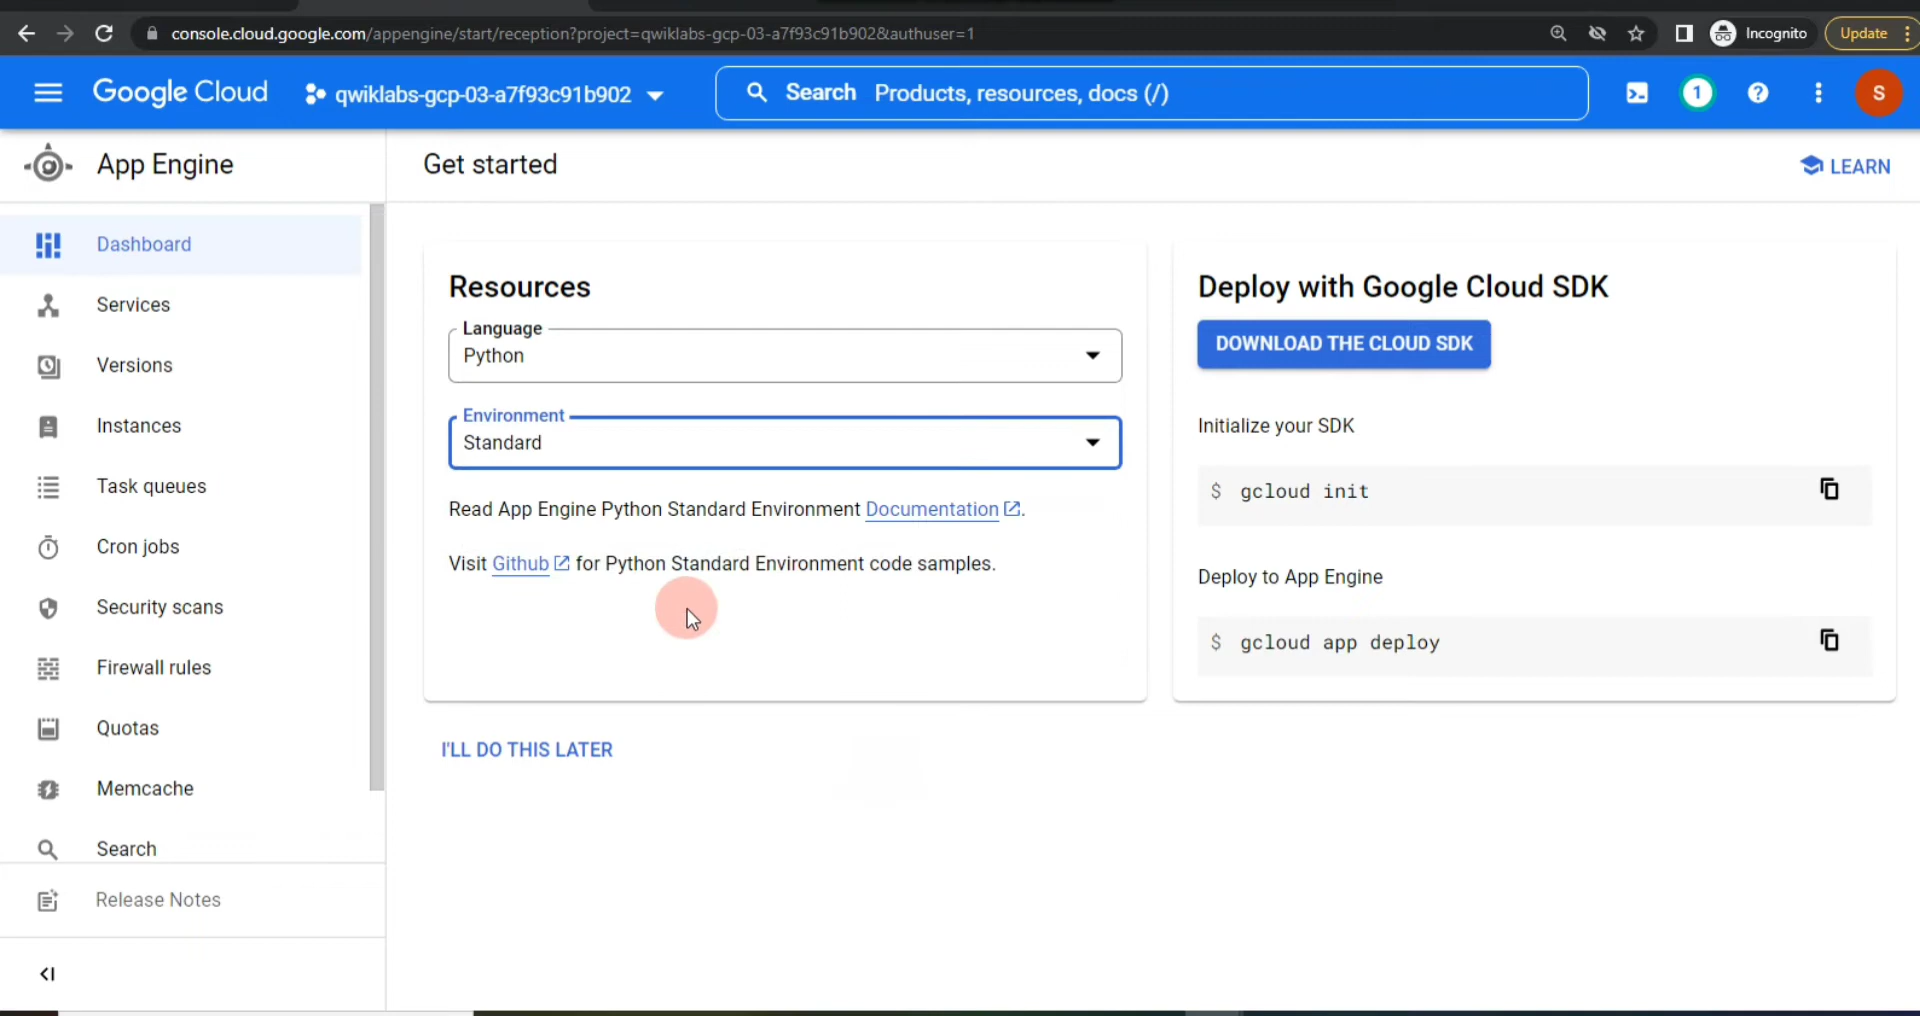 console.cloud.google.com/appengine/start/reception?project=qwiklabs-gcp-03-a7f93c91b902&authuser=1
Incognito
Update
Google Cloud
qwiklabs-gcp-03-a7f93c91b902
Search Products, resources, docs (/)
1
S
App Engine
Get started
LEARN
Dashboard
Services
Versions
Instances
Task queues
Cron jobs
Security scans
Firewall rules
Quotas
Memcache
Search
Release Notes
Resources
Language
Python
Environment
Standard
Read App Engine Python Standard Environment Documentation.
Visit Github for Python Standard Environment code samples.
I'LL DO THIS LATER
Deploy with Google Cloud SDK
DOWNLOAD THE CLOUD SDK
Initialize your SDK
$ gcloud init
Deploy to App Engine
$ gcloud app deploy